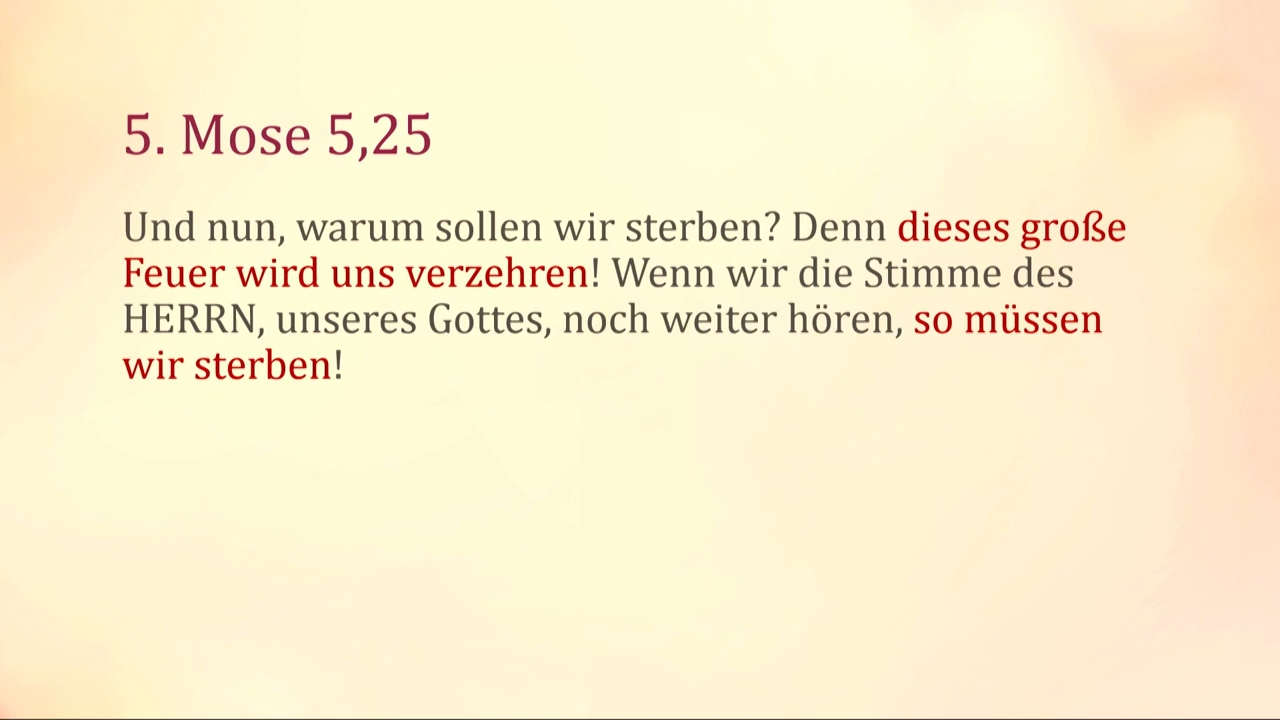 5. Mose 5,25
Und nun, warum sollen wir sterben? Denn dieses große
Feuer wird uns verzehren! Wenn wir die Stimme des
HERRN, unseres Gottes, noch weiter hören, so müssen
wir sterben!